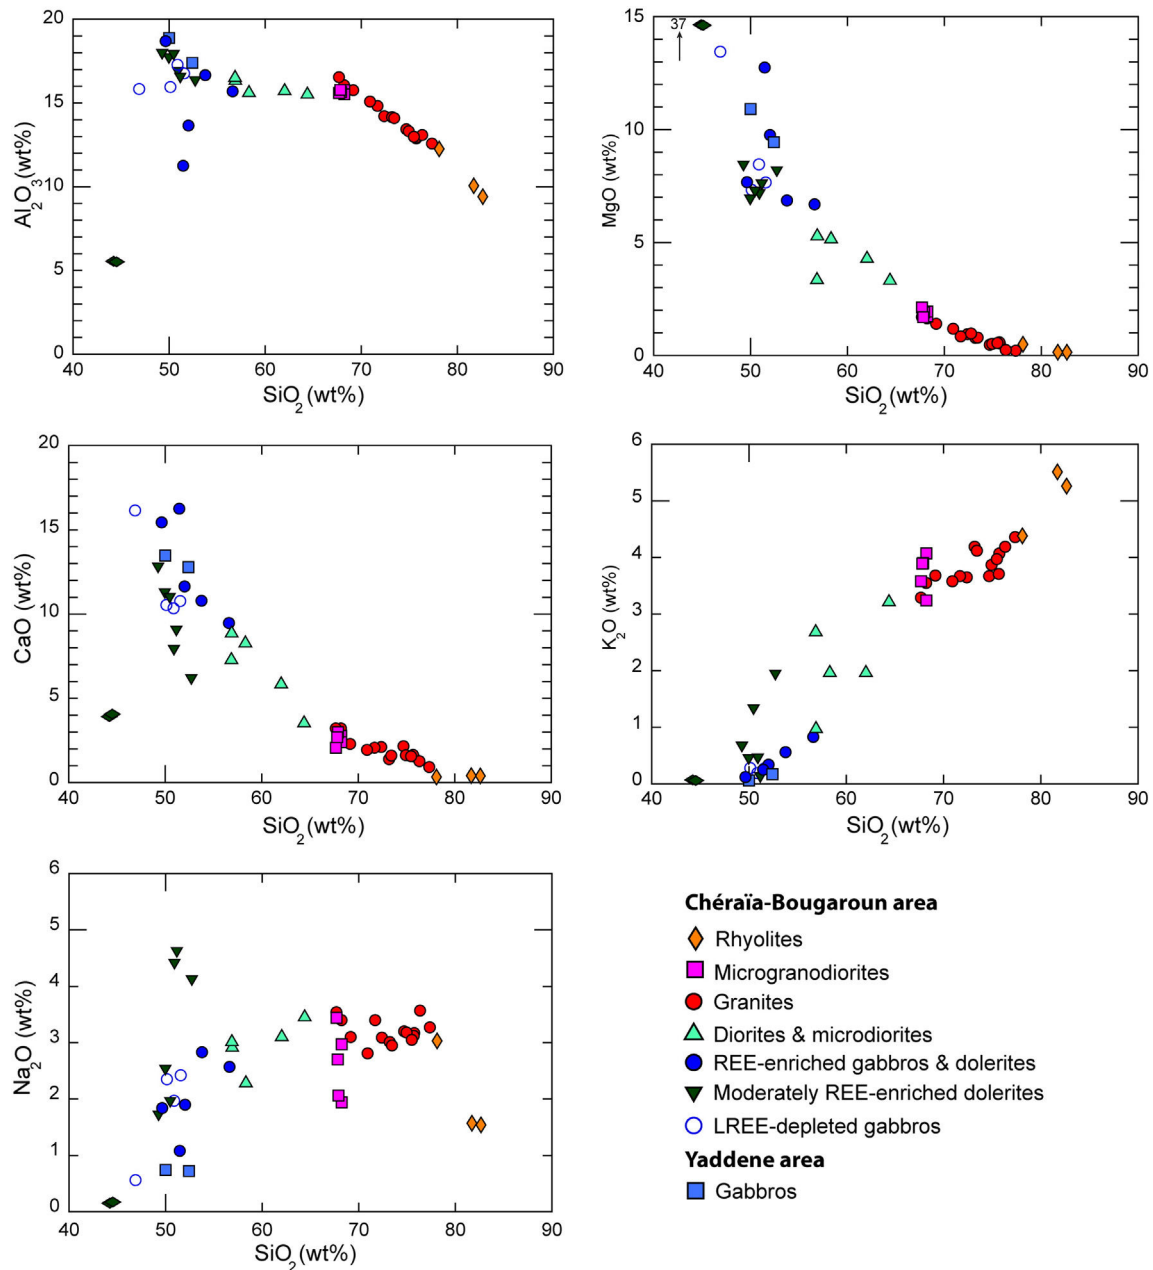 20
15
10
5
0
Al2O3 (wt%)
40 50 60 70 80 90
SiO2 (wt%)
15
37
10
5
0
MgO (wt%)
40 50 60 70 80 90
SiO2 (wt%)
20
15
10
5
0
CaO (wt%)
40 50 60 70 80 90
SiO2 (wt%)
6
5
4
3
2
1
0
K2O (wt%)
40 50 60 70 80 90
SiO2 (wt%)
6
5
4
3
2
1
0
Na2O (wt%)
40 50 60 70 80 90
SiO2 (wt%)
Chéraïa-Bougaroun area
Rhyolites
Microgranodiorites
Granites
Diorites & microdiorites
REE-enriched gabbros & dolerites
Moderately REE-enriched dolerites
LREE-depleted gabbros
Yaddene area
Gabbros